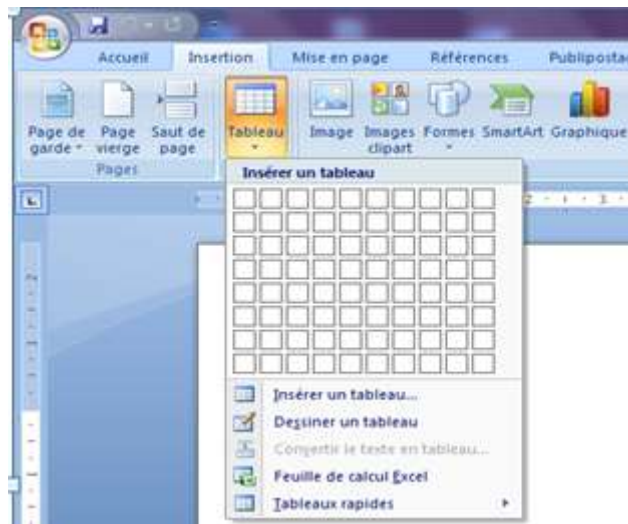 Accueil Insertion Mise en page Références Publiposta
Page de garde Page vierge Saut de page Tableau Image Images clipart Formes SmartArt Graphique
Pages
Insérer un tableau
Insérer un tableau...
Dessiner un tableau
Convertir le texte en tableau...
Feuille de calcul Excel
Tableaux rapides